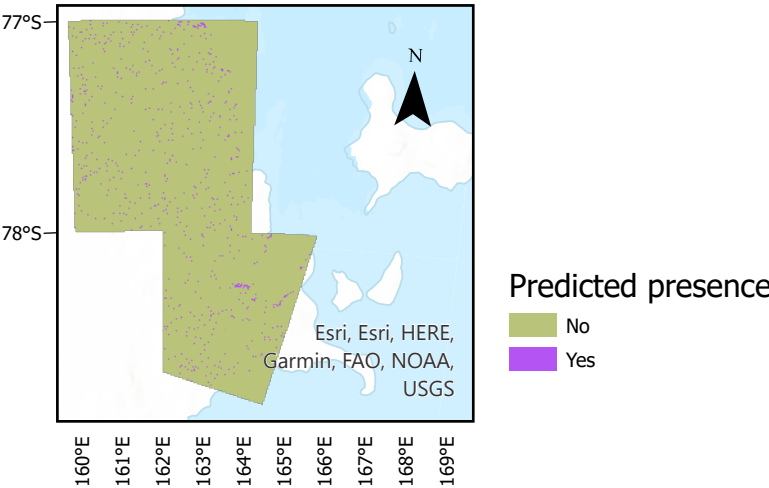 77°S
78°S
N
Esri, Esri, HERE,
Garmin, FAO, NOAA,
USGS
160°E
161°E
162°E
163°E
164°E
165°E
166°E
167°E
168°E
169°E
Predicted presence
No
Yes